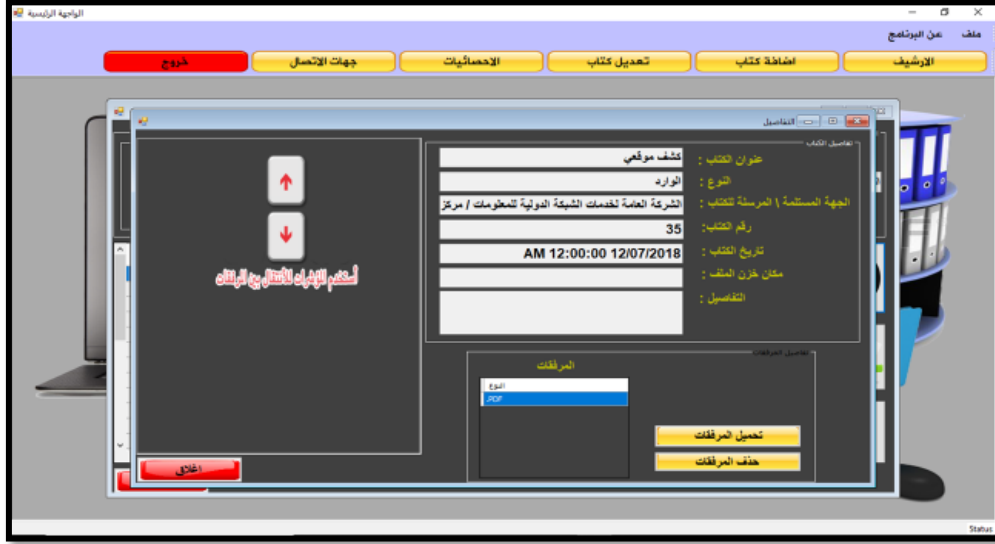 الواجهة الرئيسية
ملف عن البرنامج
الارشيف
اضافة كتاب
تعديل كتاب
الاحصائيات
جهات الاتصال
خروج
التفاصيل
تفاصيل الكتاب
عنوان الكتاب : كشف موقعي
النوع : الوارد
الجهة المستلمة \ المرسلة للكتاب : الشركة العامة لخدمات الشبكة الدولية للمعلومات / مركز
رقم الكتاب: 35
تاريخ الكتاب : AM 12:00:00 12/07/2018
مكان خزن الملف :
التفاصيل :
أستخدم المؤشرات للأنتقال بين المرفقات
تفاصيل المرفقات
المرفقات
النوع
.PDF
تحميل المرفقات
حذف المرفقات
اغلاق
Status